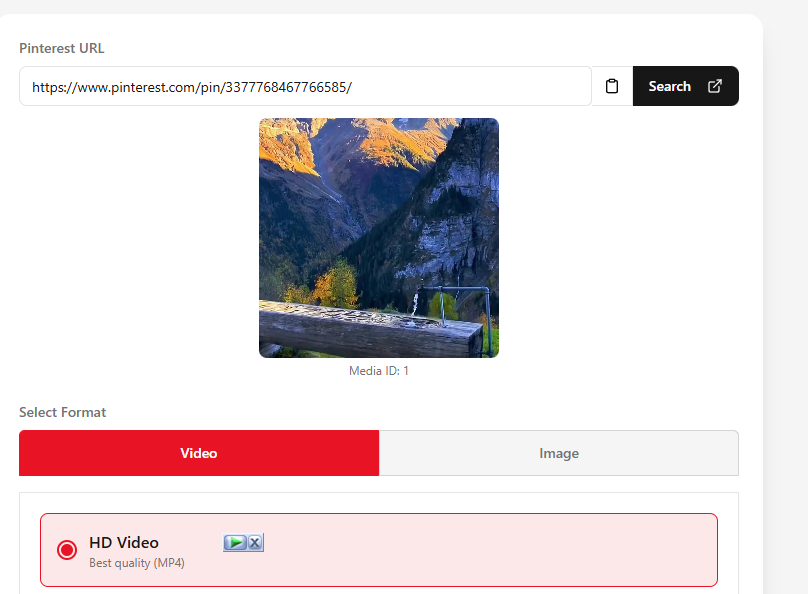 Pinterest URL
https://www.pinterest.com/pin/3377768467766585/
Search
Media ID: 1
Select Format
Video
Image
HD Video
Best quality (MP4)